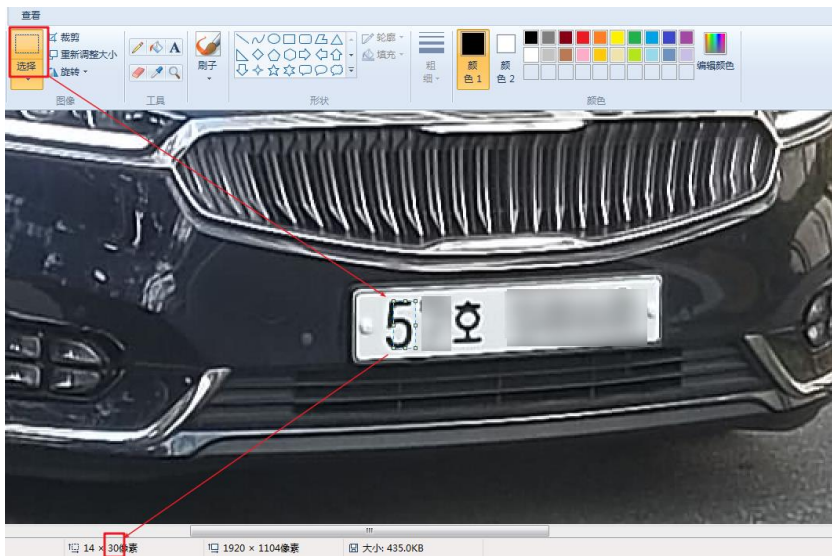 查看
裁剪
选择
重新调整大小
旋转
A
刷子
轮廓
填充
粗细
颜色 1
颜色 2
编辑颜色
图像
工具
形状
颜色
5 호
14 × 30像素
1920 × 1104像素
大小: 435.0KB